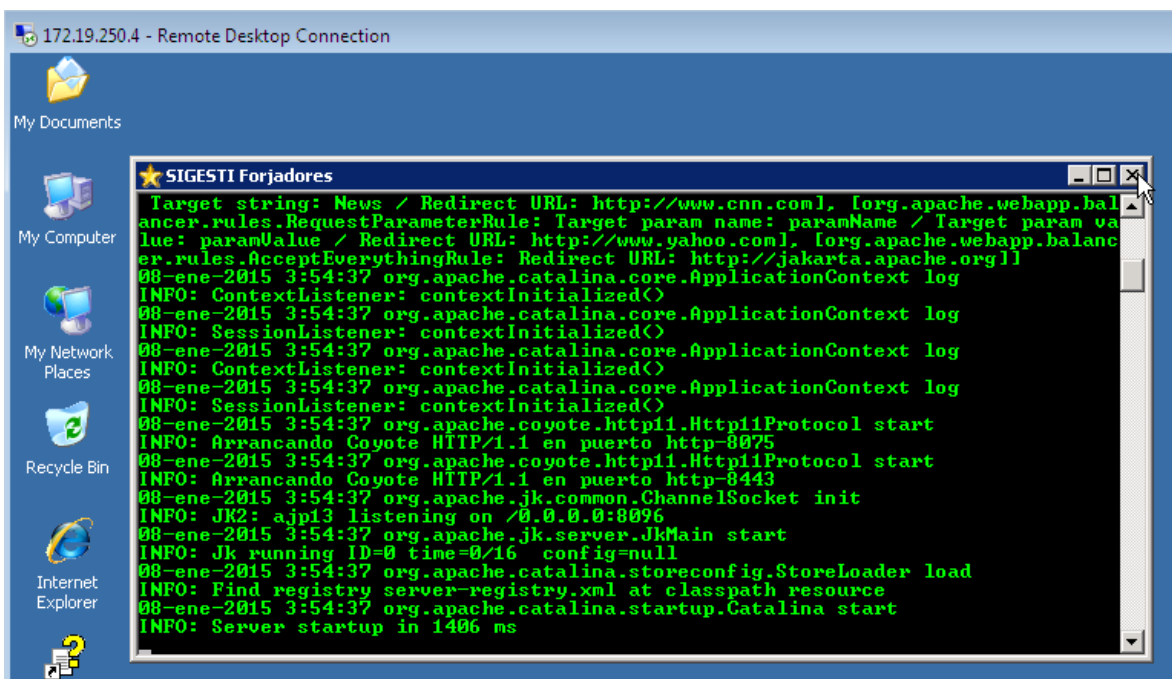 172.19.250.4 - Remote Desktop Connection
My Documents
My Computer
My Network
Places
Recycle Bin
Internet
Explorer
SIGESTI Forjadores
Target string: News / Redirect URL: http://www.cnn.com], [org.apache.webapp.bal
ancer.rules.RequestParameterRule: Target param name: paramName / Target param va
lue: paramValue / Redirect URL: http://www.yahoo.com], [org.apache.webapp.balanc
er.rules.AcceptEverythingRule: Redirect URL: http://jakarta.apache.org]]
08-ene-2015 3:54:37 org.apache.catalina.core.ApplicationContext log
INFO: ContextListener: contextInitialized()
08-ene-2015 3:54:37 org.apache.catalina.core.ApplicationContext log
INFO: SessionListener: contextInitialized()
08-ene-2015 3:54:37 org.apache.catalina.core.ApplicationContext log
INFO: ContextListener: contextInitialized()
08-ene-2015 3:54:37 org.apache.catalina.core.ApplicationContext log
INFO: SessionListener: contextInitialized()
08-ene-2015 3:54:37 org.apache.coyote.http11.Http11Protocol start
INFO: Arrancando Coyote HTTP/1.1 en puerto http-8075
08-ene-2015 3:54:37 org.apache.coyote.http11.Http11Protocol start
INFO: Arrancando Coyote HTTP/1.1 en puerto http-8443
08-ene-2015 3:54:37 org.apache.jk.common.ChannelSocket init
INFO: JK2: ajp13 listening on /0.0.0.0:8096
08-ene-2015 3:54:37 org.apache.jk.server.JkMain start
INFO: Jk running ID=0 time=0/16  config=null
08-ene-2015 3:54:37 org.apache.catalina.storeconfig.StoreLoader load
INFO: Find registry server-registry.xml at classpath resource
08-ene-2015 3:54:37 org.apache.catalina.startup.Catalina start
INFO: Server startup in 1406 ms